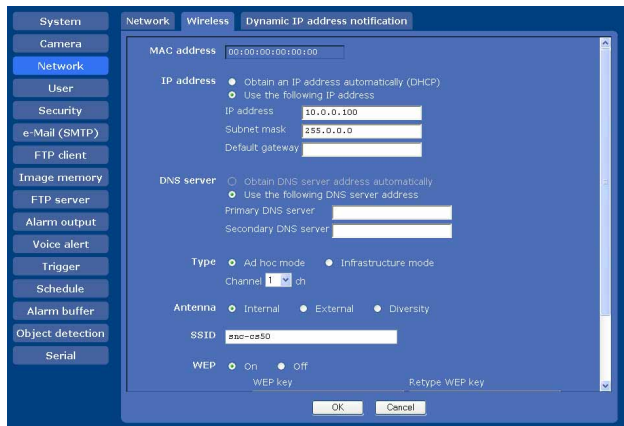 System
Camera
Network
User
Security
e-Mail (SMTP)
FTP client
Image memory
FTP server
Alarm output
Voice alert
Trigger
Schedule
Alarm buffer
Object detection
Serial
Network Wireless Dynamic IP address notification
MAC address 00:00:00:00:00:00
IP address Obtain an IP address automatically (DHCP)
Use the following IP address
IP address 10.0.0.100
Subnet mask 255.0.0.0
Default gateway
DNS server Obtain DNS server address automatically
Use the following DNS server address
Primary DNS server
Secondary DNS server
Type Ad hoc mode Infrastructure mode
Channel 1 ch
Antenna Internal External Diversity
SSID snc-cs50
WEP On Off
WEP key Retype WEP key
OK Cancel